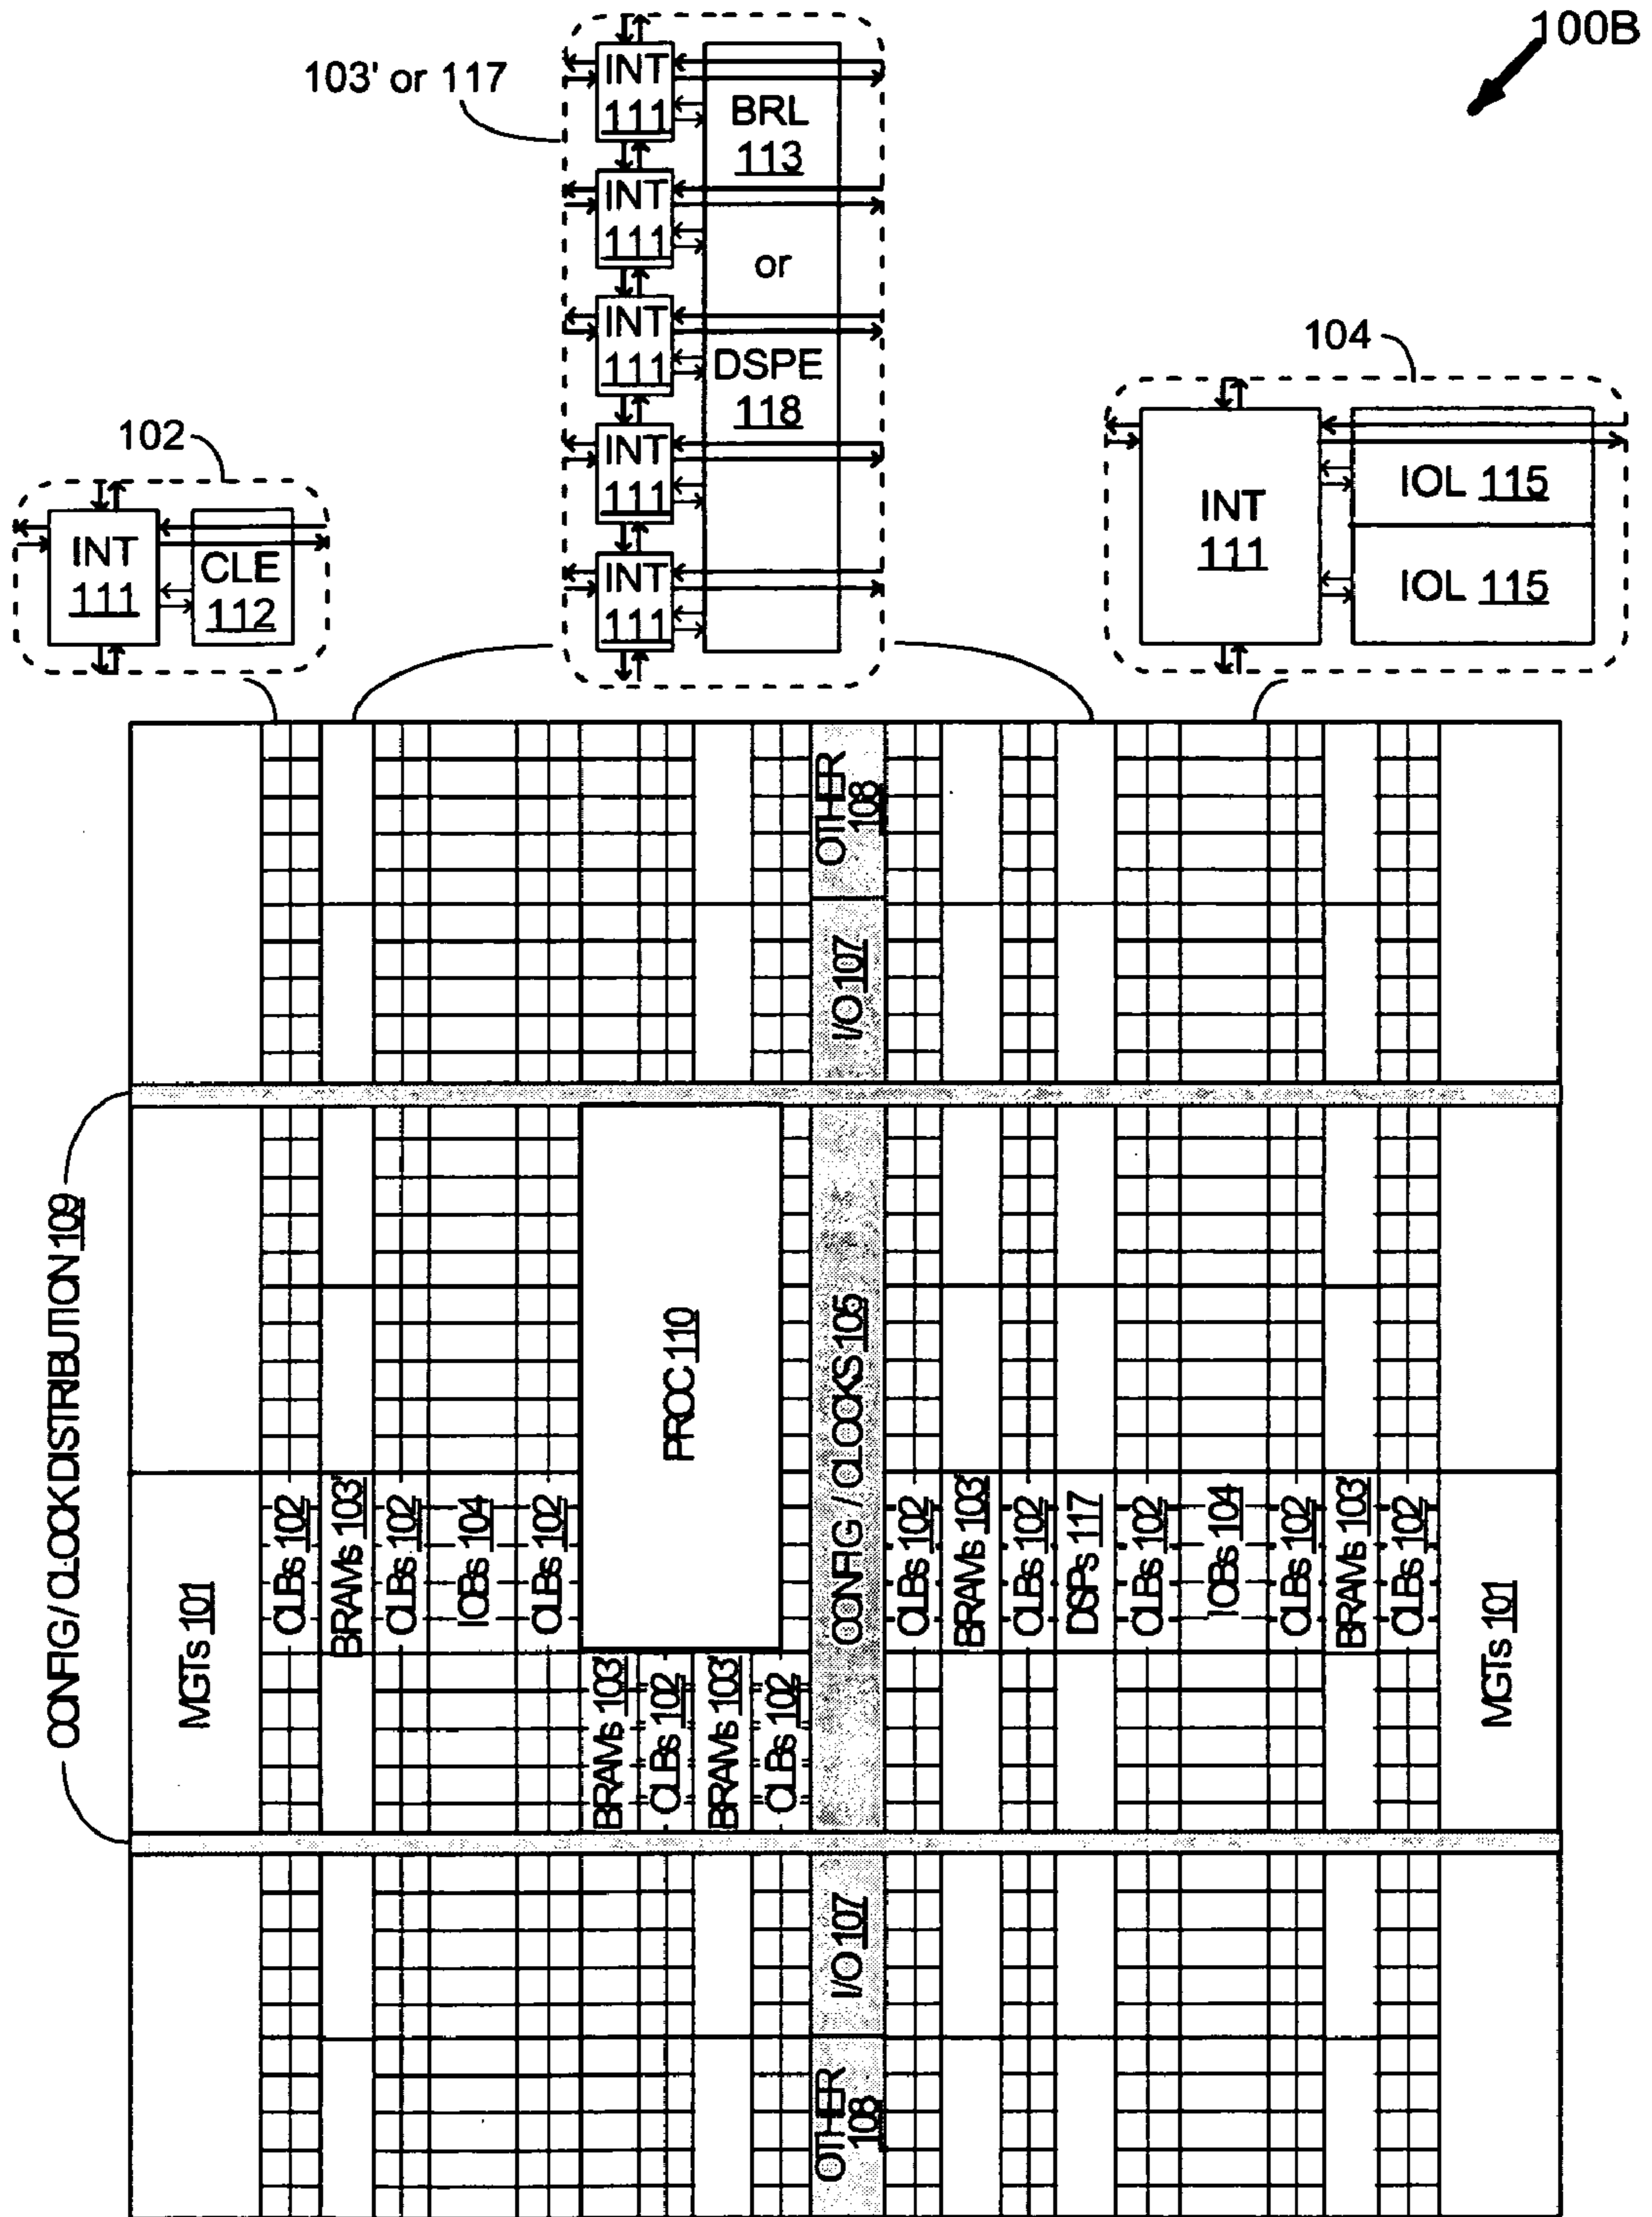 100B
103' or 117
INT
111
INT
111
INT
111
INT
111
INT
111
BRL
113
or
DSPE
118
104
INT
111
IOL 115
IOL 115
102
INT
111
CLE
112
OTHER
108
I/O 107
CONFIG / CLOCK DISTRIBUTION 109
PROC 110
CONFIG / CLOCKS 105
MGTs 101
CLBs 102
BRAMs 103'
CLBs 102
IOBs 104
CLBs 102
BRAMs 103'
CLBs 102
BRAMs 103'
CLBs 102
CLBs 102
BRAMs 103'
CLBs 102
DSPs 117
CLBs 102
IOBs 104
CLBs 102
BRAMs 103'
CLBs 102
MGTs 101
I/O 107
OTHER
108